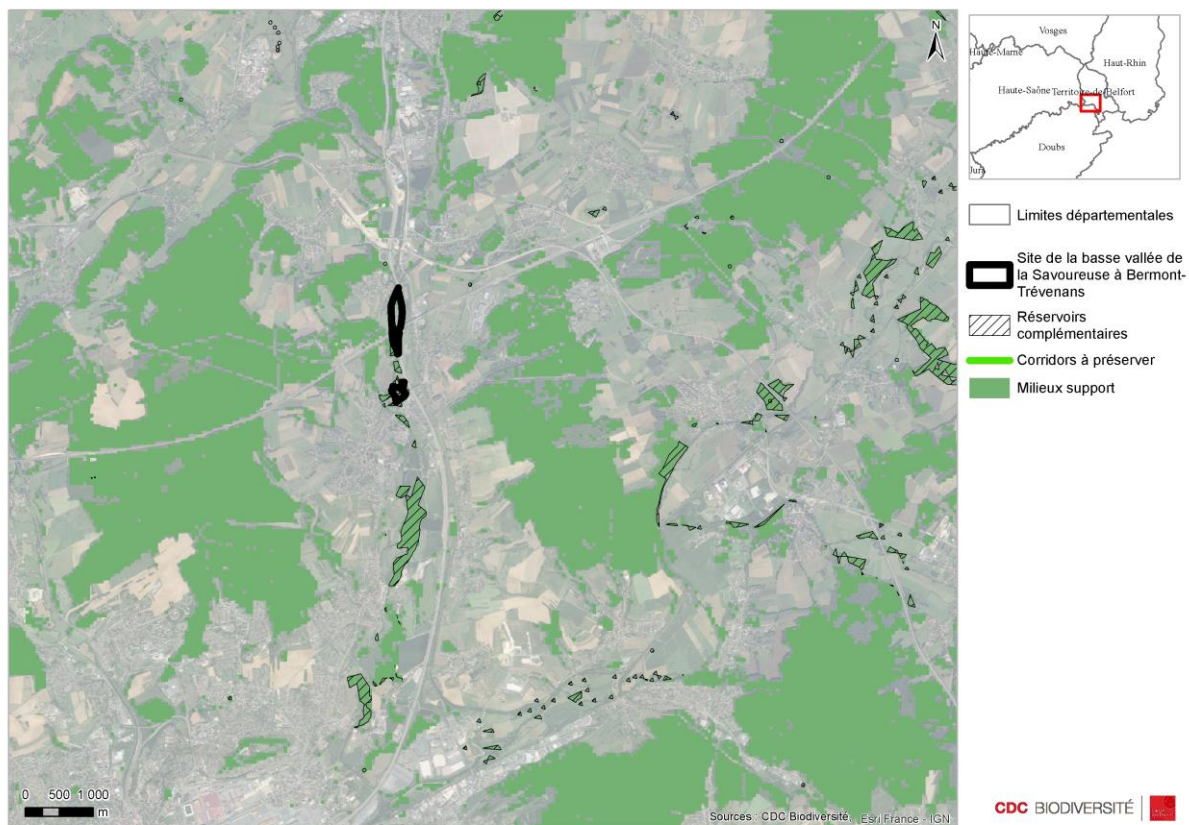 N
Vosges
Haute-Marne
Haut-Rhin
Haute-Saône
Territoire-de-Belfort
Doubs
Jura
Limites départementales
Site de la basse vallée de
la Savoureuse à Bermont-
Trévenans
Réservoirs
complémentaires
Corridors à préserver
Milieux support
0 500 1 000
m
Sources : CDC Biodiversité, Esri France - IGN
CDC BIODIVERSITÉ